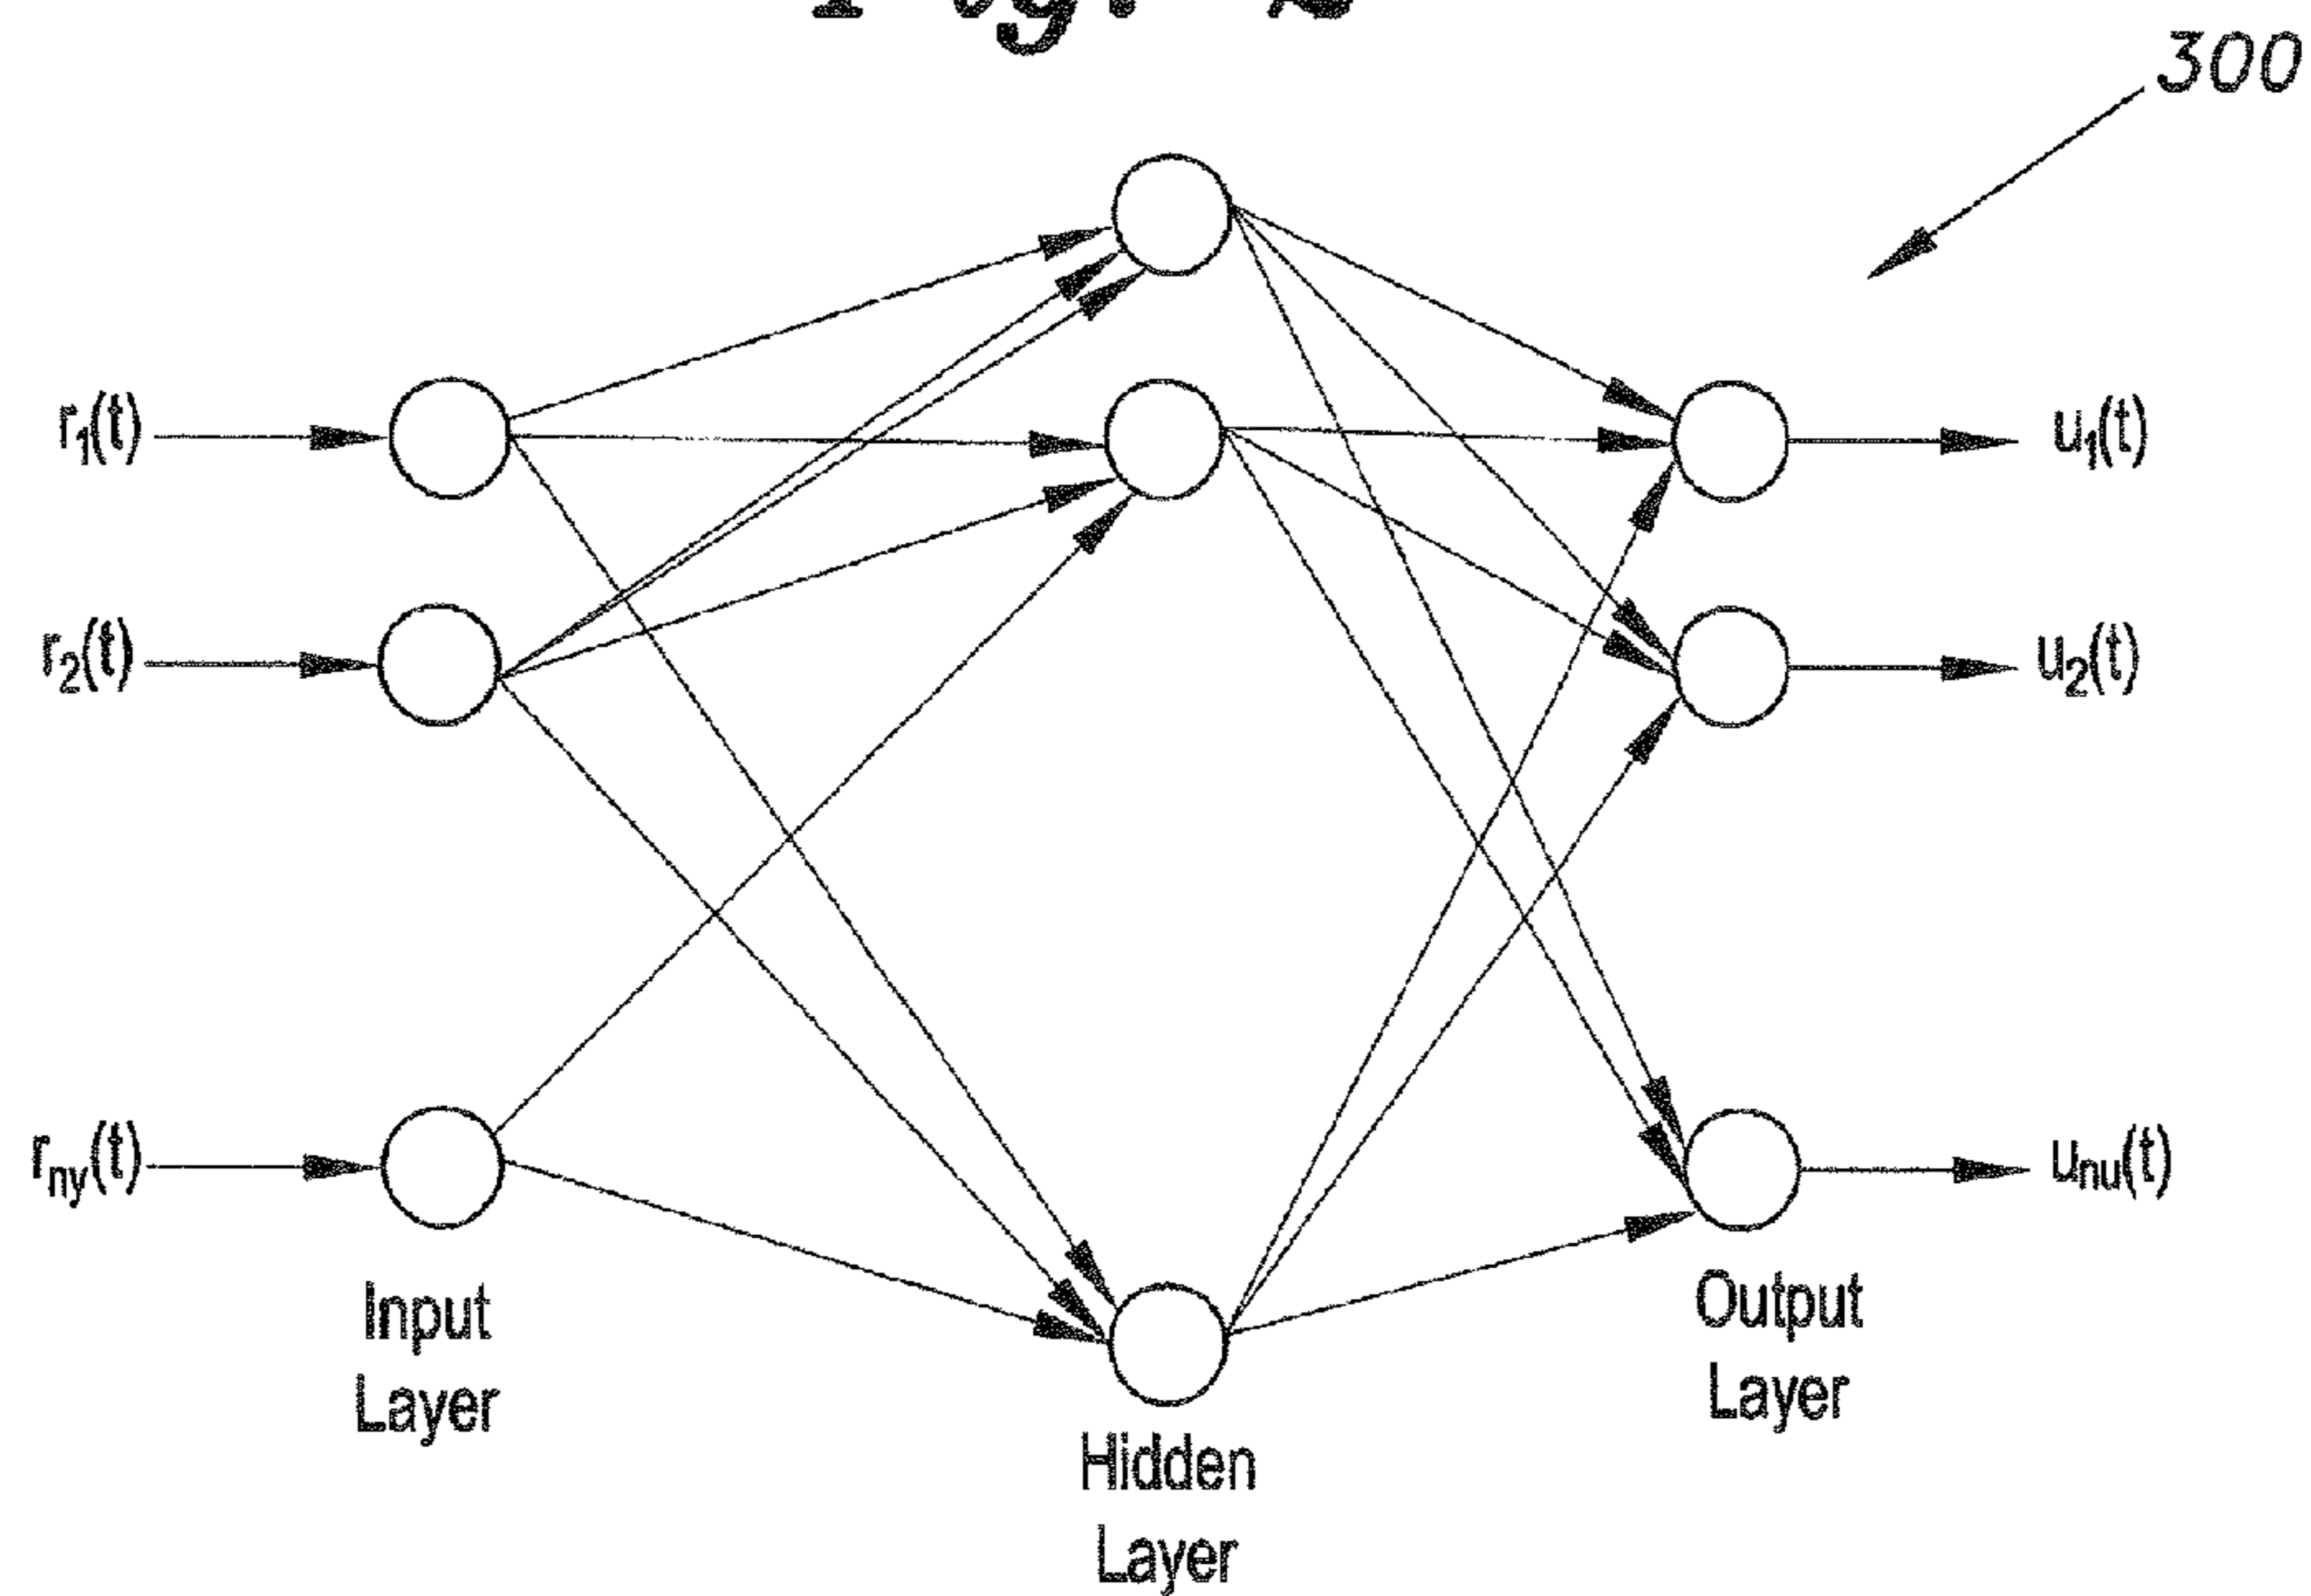 300
r₁(t)
u₁(t)
r₂(t)
u₂(t)
rₙy(t)
uₙᵤ(t)
Input
Layer
Output
Layer
Hidden
Layer